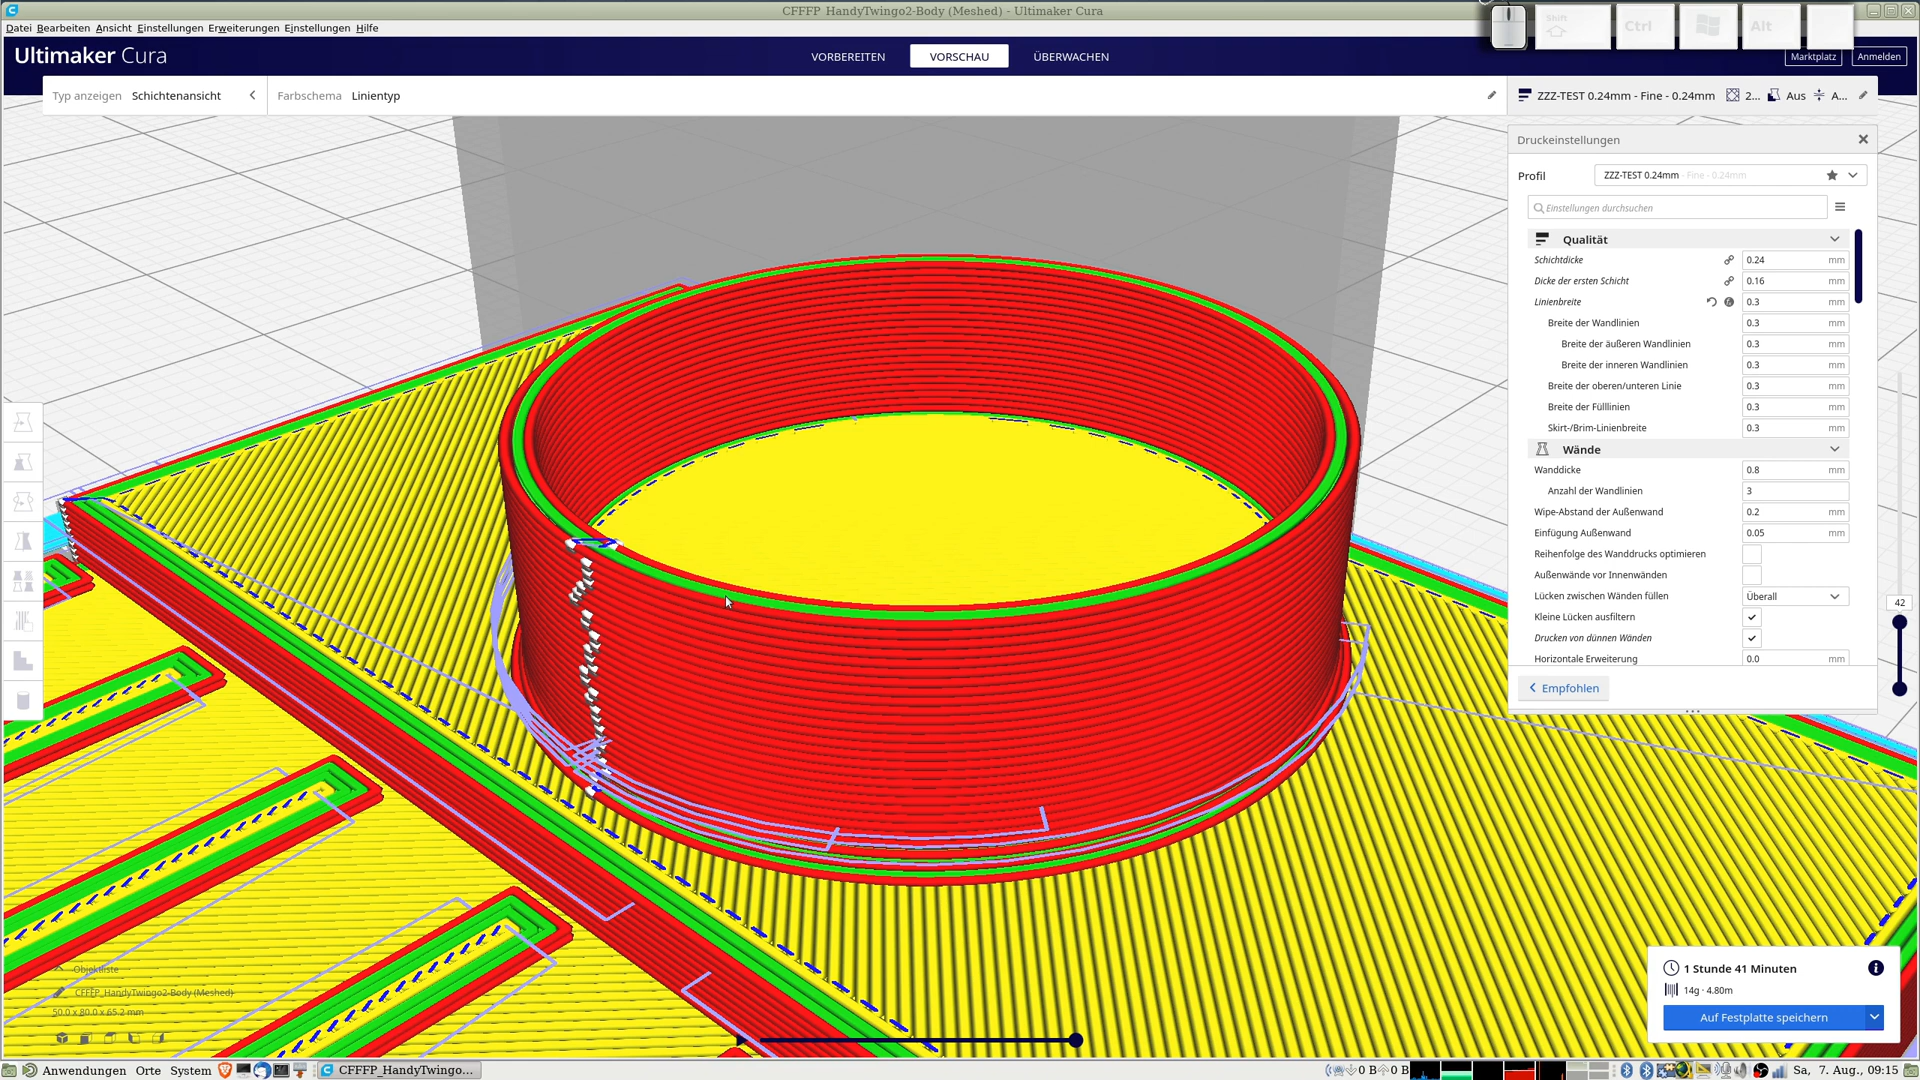 CFFFP_HandyTwingo2-Body (Meshed) - Ultimaker Cura
Datei Bearbeiten Ansicht Einstellungen Erweiterungen Einstellungen Hilfe
Shift
Ctrl
Alt
Ultimaker Cura
VORBEREITEN
VORSCHAU
ÜBERWACHEN
Marktplatz
Anmelden
Typ anzeigen Schichtenansicht
Farbschema Linientyp
ZZZ-TEST 0.24mm - Fine - 0.24mm
2...
Aus
A...
Druckeinstellungen
Profil
ZZZ-TEST 0.24mm - Fine - 0.24mm
Einstellungen durchsuchen
Qualität
Schichtdicke 0.24 mm
Dicke der ersten Schicht 0.16 mm
Linienbreite 0.3 mm
Breite der Wandlinien 0.3 mm
Breite der äußeren Wandlinien 0.3 mm
Breite der inneren Wandlinien 0.3 mm
Breite der oberen/unteren Linie 0.3 mm
Breite der Fülllinien 0.3 mm
Skirt-/Brim-Linienbreite 0.3 mm
Wände
Wanddicke 0.8 mm
Anzahl der Wandlinien 3
Wipe-Abstand der Außenwand 0.2 mm
Einfügung Außenwand 0.05 mm
Reihenfolge des Wanddrucks optimieren
Außenwände vor Innenwänden
Lücken zwischen Wänden füllen Überall
Kleine Lücken ausfiltern
Drucken von dünnen Wänden
Horizontale Erweiterung 0.0 mm
Empfohlen
42
Objektliste
CFFFP_HandyTwingo2-Body (Meshed)
50.0 x 80.0 x 65.2 mm
1 Stunde 41 Minuten
14g · 4.80m
Auf Festplatte speichern
Anwendungen Orte System
CFFFP_HandyTwingo...
0 B 0 B
Sa, 7. Aug., 09:15